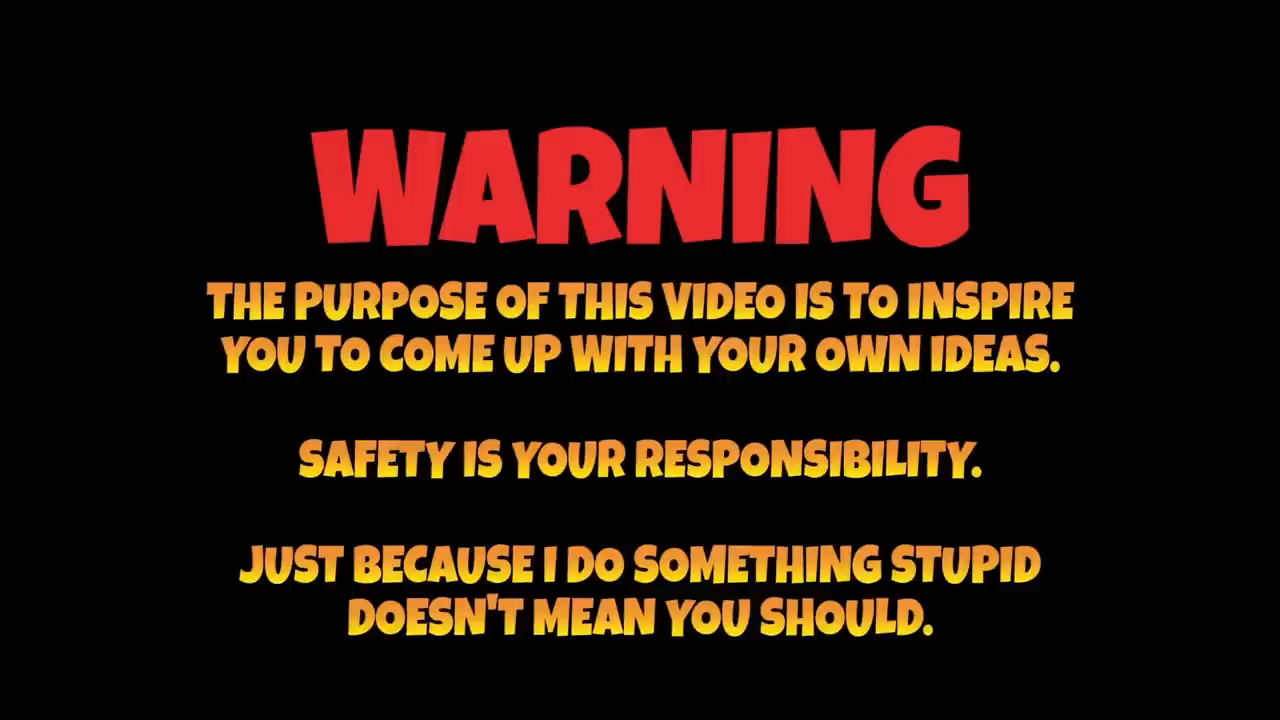 WARNING
THE PURPOSE OF THIS VIDEO IS TO INSPIRE
YOU TO COME UP WITH YOUR OWN IDEAS.
SAFETY IS YOUR RESPONSIBILITY.
JUST BECAUSE I DO SOMETHING STUPID
DOESN'T MEAN YOU SHOULD.